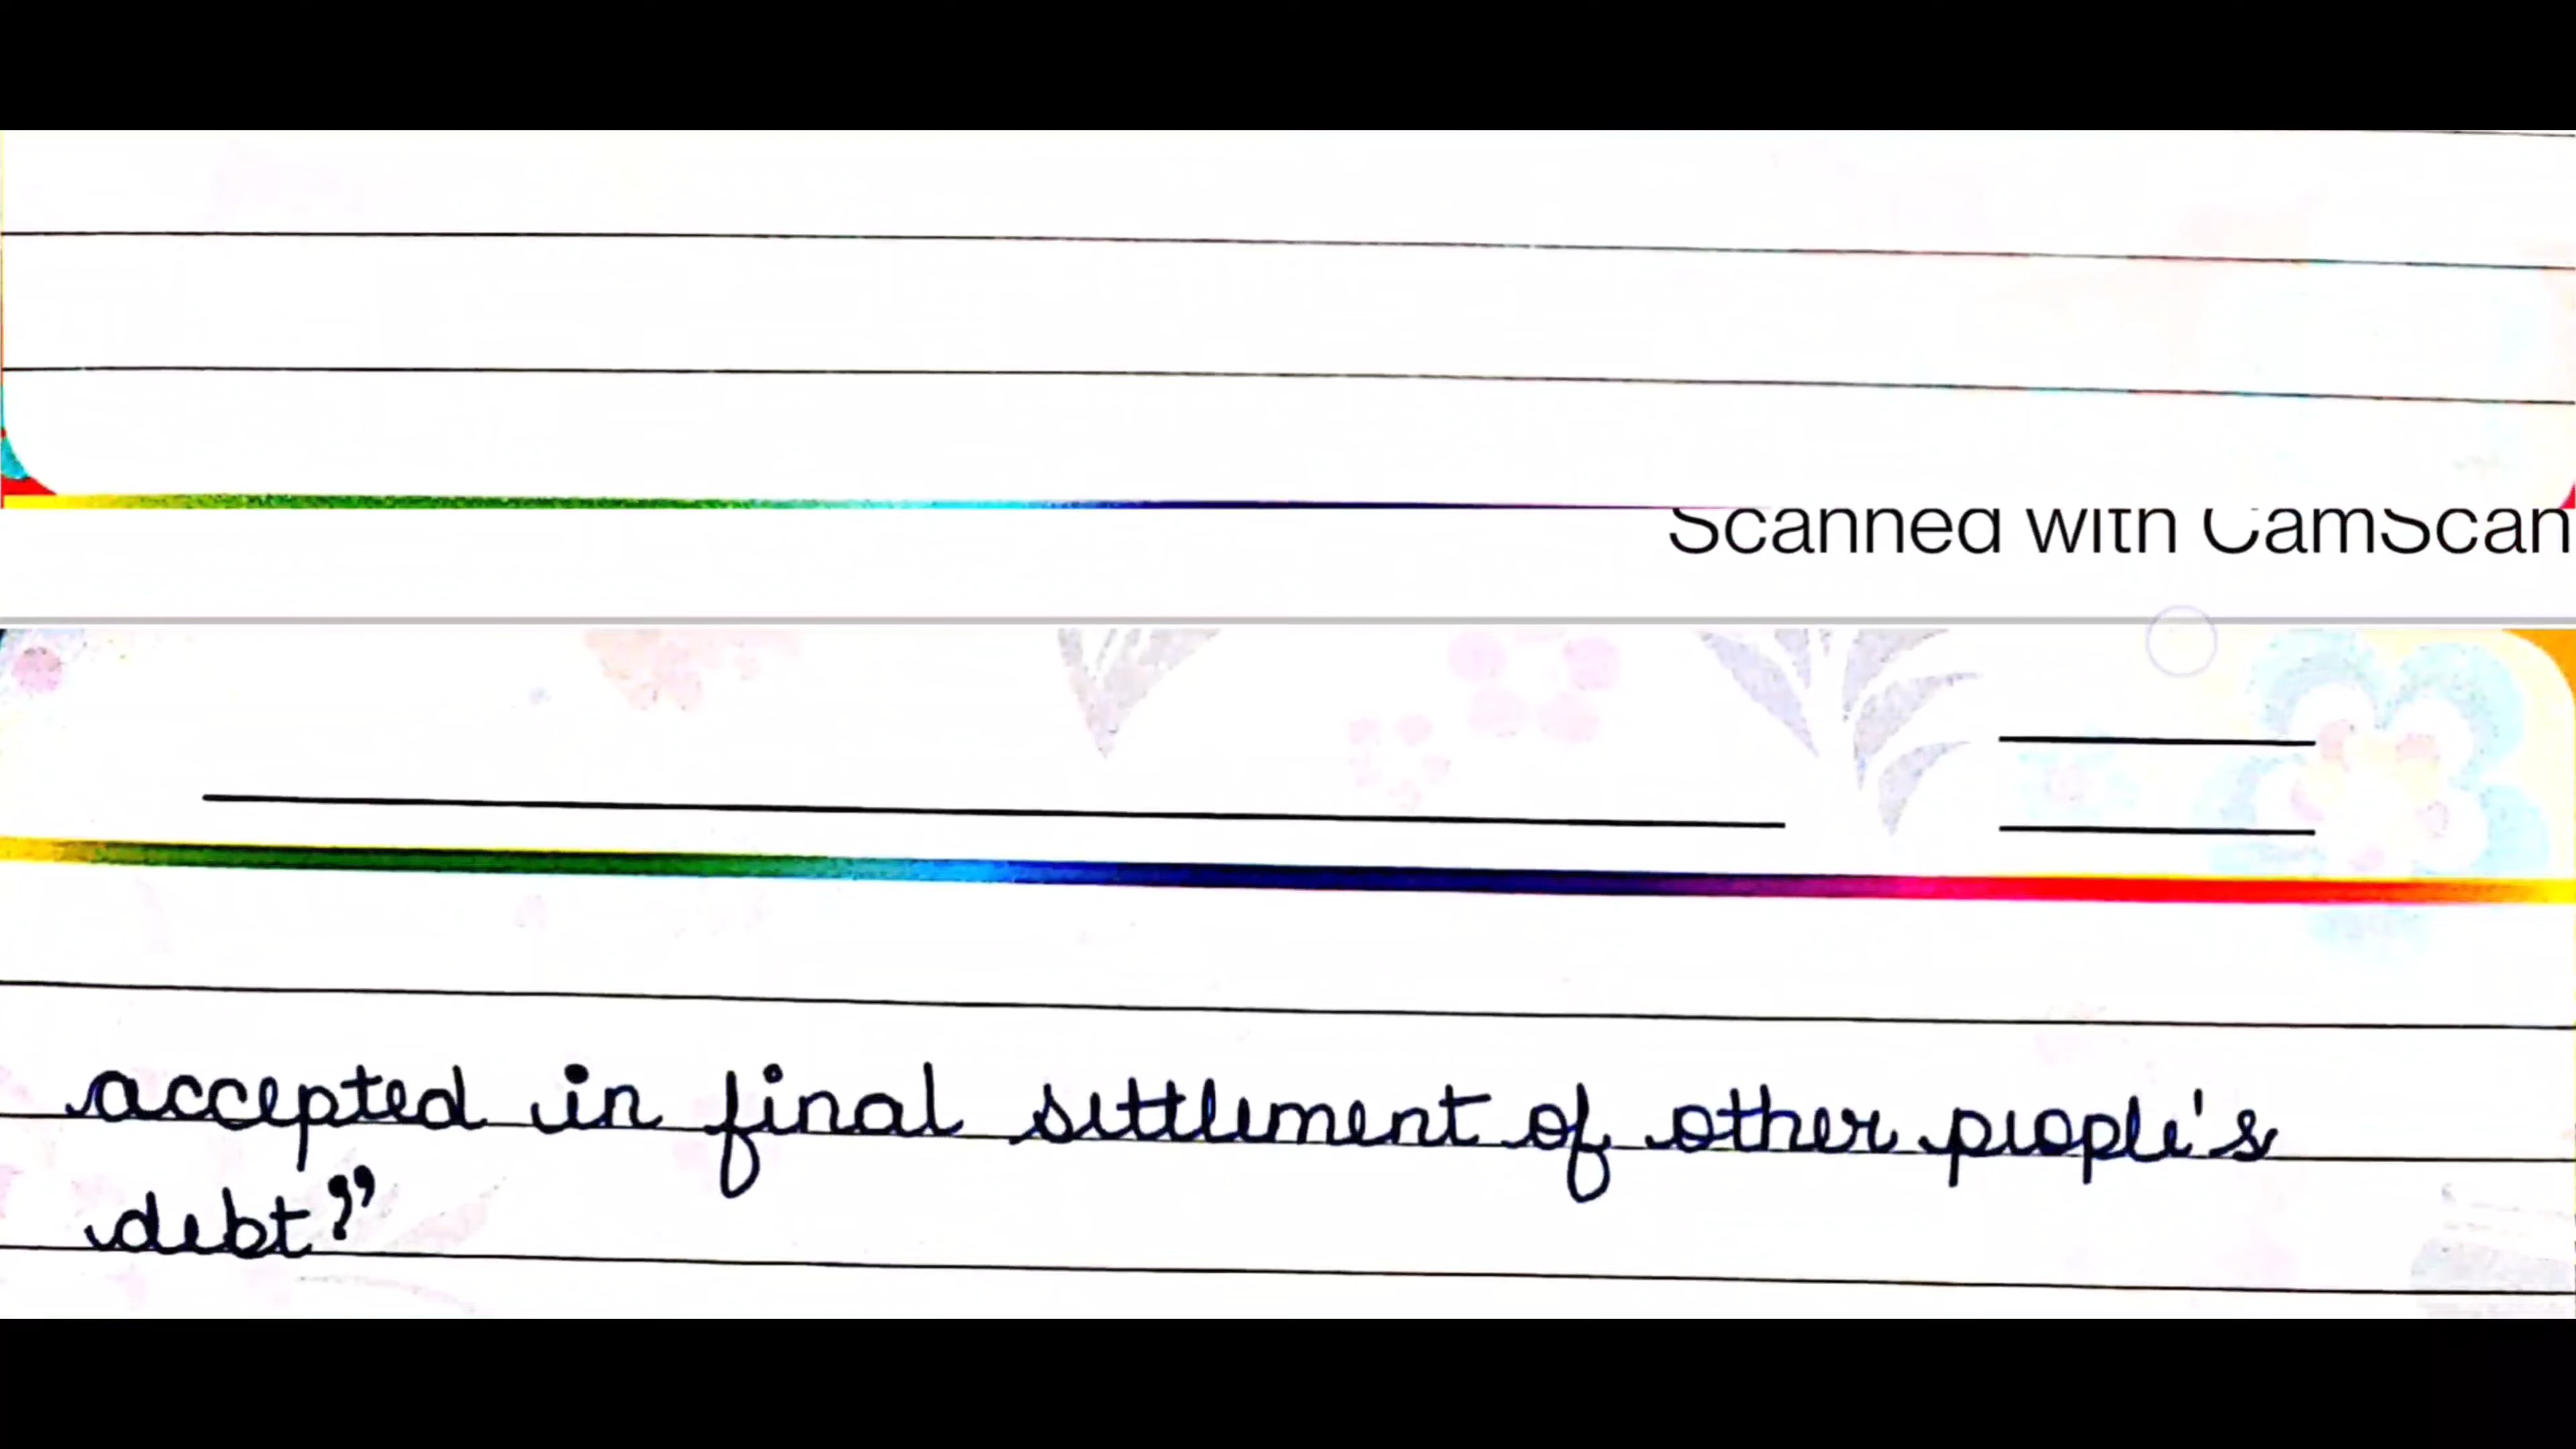 Scanned with CamScan
accepted in final settlement of other people's
debt?”